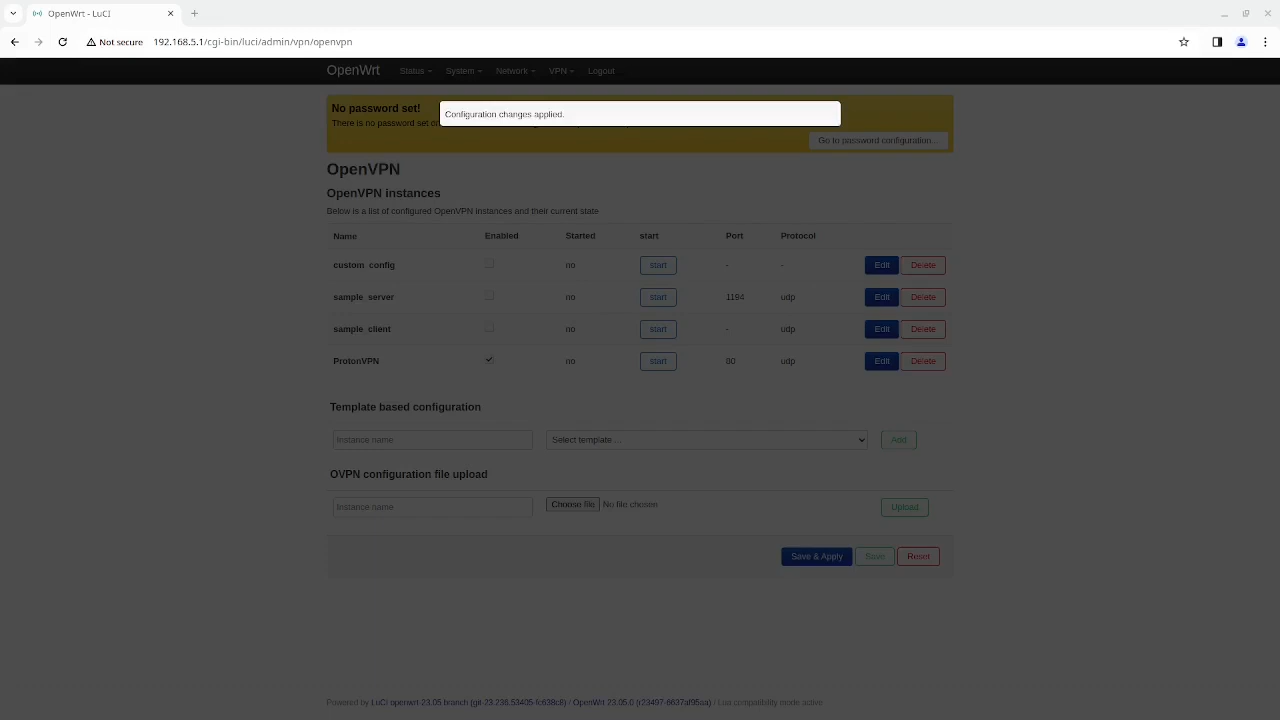 OpenWrt - LuCI
Not secure 192.168.5.1/cgi-bin/luci/admin/vpn/openvpn
OpenWrt Status System Network VPN Logout
No password set!
There is no password set on
Configuration changes applied.
Go to password configuration...
OpenVPN
OpenVPN instances
Below is a list of configured OpenVPN instances and their current state
Name Enabled Started start Port Protocol
custom_config no start - - Edit Delete
sample_server no start 1194 udp Edit Delete
sample_client no start - udp Edit Delete
ProtonVPN no start 80 udp Edit Delete
Template based configuration
Instance name Select template ... Add
OVPN configuration file upload
Instance name Choose file No file chosen Upload
Save & Apply Save Reset
Powered by LuCI openwrt-23.05 branch (git-23.236.53405-fc638c8) / OpenWrt 23.05.0 (r23497-6637af95aa) / Lua compatibility mode active